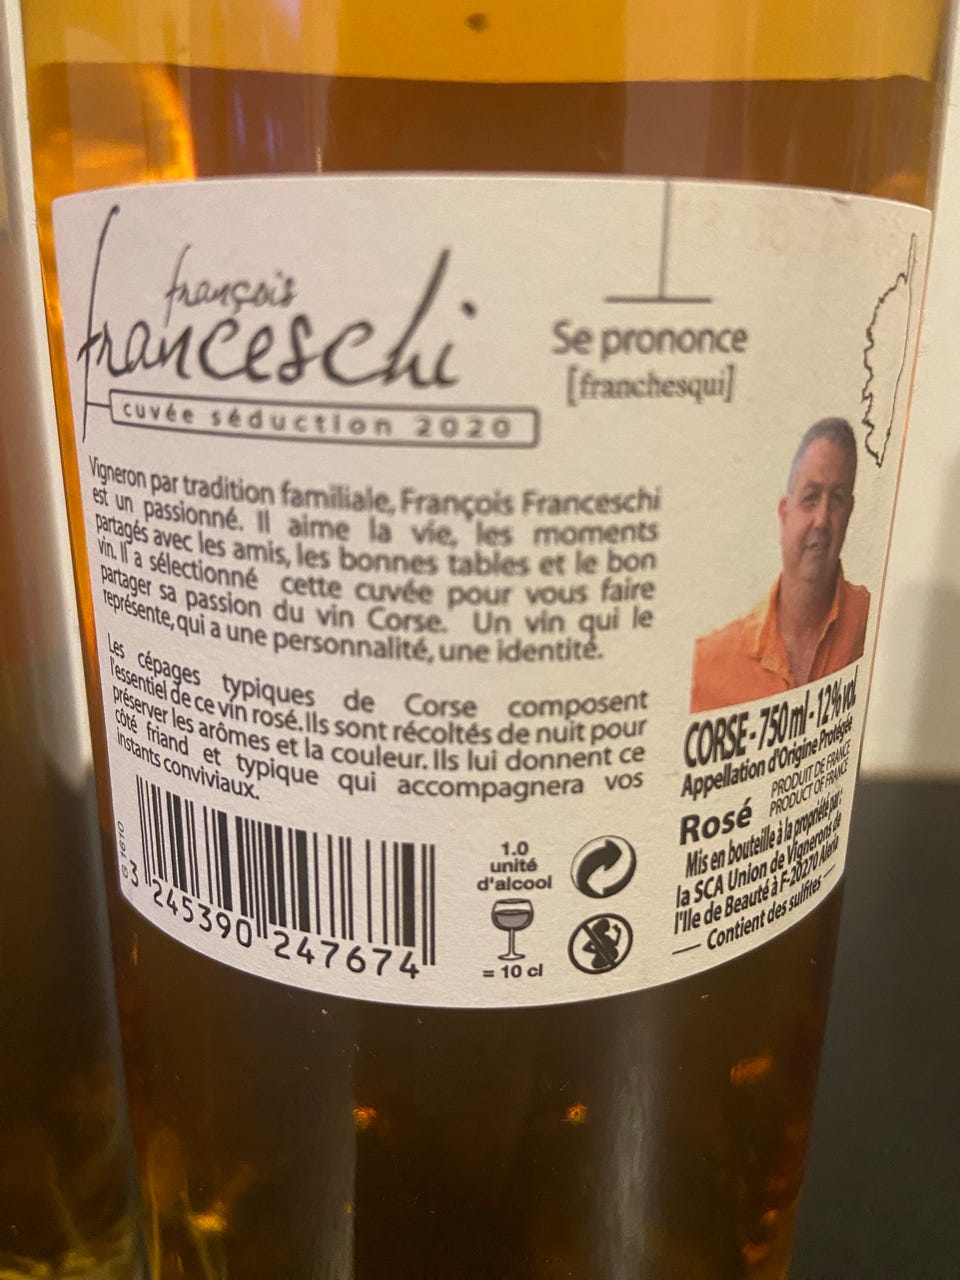 françois
franceschi
cuvée séduction 2020
Se prononce
[franchesqui]
Vigneron par tradition familiale, François Franceschi
est un passionné. Il aime la vie, les moments
partagés avec les amis, les bonnes tables et le bon
vin. Il a sélectionné cette cuvée pour vous faire
partager sa passion du vin Corse. Un vin qui le
représente, qui a une personnalité, une identité.
Les cépages typiques de Corse composent
l'essentiel de ce vin rosé. Ils sont récoltés de nuit pour
préserver les arômes et la couleur. Ils lui donnent ce
côté friand et typique qui accompagnera vos
instants conviviaux.
CORSE - 750 ml - 12% vol
Appellation d'Origine Protégée
Rosé
PRODUIT DE FRANCE
PRODUCT OF FRANCE
Mis en bouteille à la propriété par :
la SCA Union de Vignerons de
l'Ile de Beauté à F-20270 Aleria
— Contient des sulfites —
1610
3 245390 247674
1.0
unité
d'alcool
= 10 cl